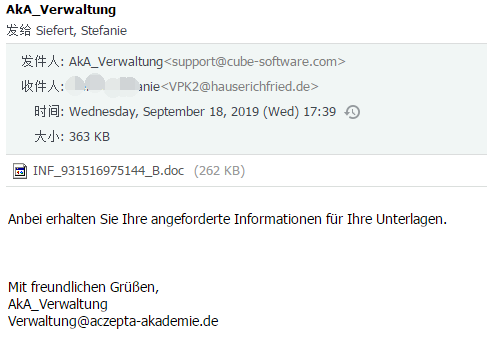 AkA_Verwaltung
发给 Siefert, Stefanie
发件人: AkA_Verwaltung<support@cube-software.com>
收件人: anie<VPK2@hauserichfried.de>
时间: Wednesday, September 18, 2019 (Wed) 17:39
大小: 363 KB
INF_931516975144_B.doc (262 KB)
Anbei erhalten Sie Ihre angeforderte Informationen für Ihre Unterlagen.
Mit freundlichen Grüßen,
AkA_Verwaltung
Verwaltung@aczepta-akademie.de